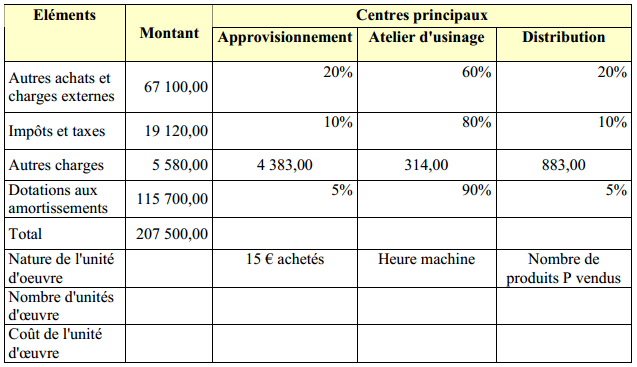 Eléments
Montant
Centres principaux
Approvisionnement
Atelier d'usinage
Distribution
Autres achats et
charges externes
67 100,00
20%
60%
20%
Impôts et taxes
19 120,00
10%
80%
10%
Autres charges
5 580,00
4 383,00
314,00
883,00
Dotations aux
amortissements
115 700,00
5%
90%
5%
Total
207 500,00
Nature de l'unité
d'oeuvre
15 € achetés
Heure machine
Nombre de
produits P vendus
Nombre d'unités
d'œuvre
Coût de l'unité
d'œuvre